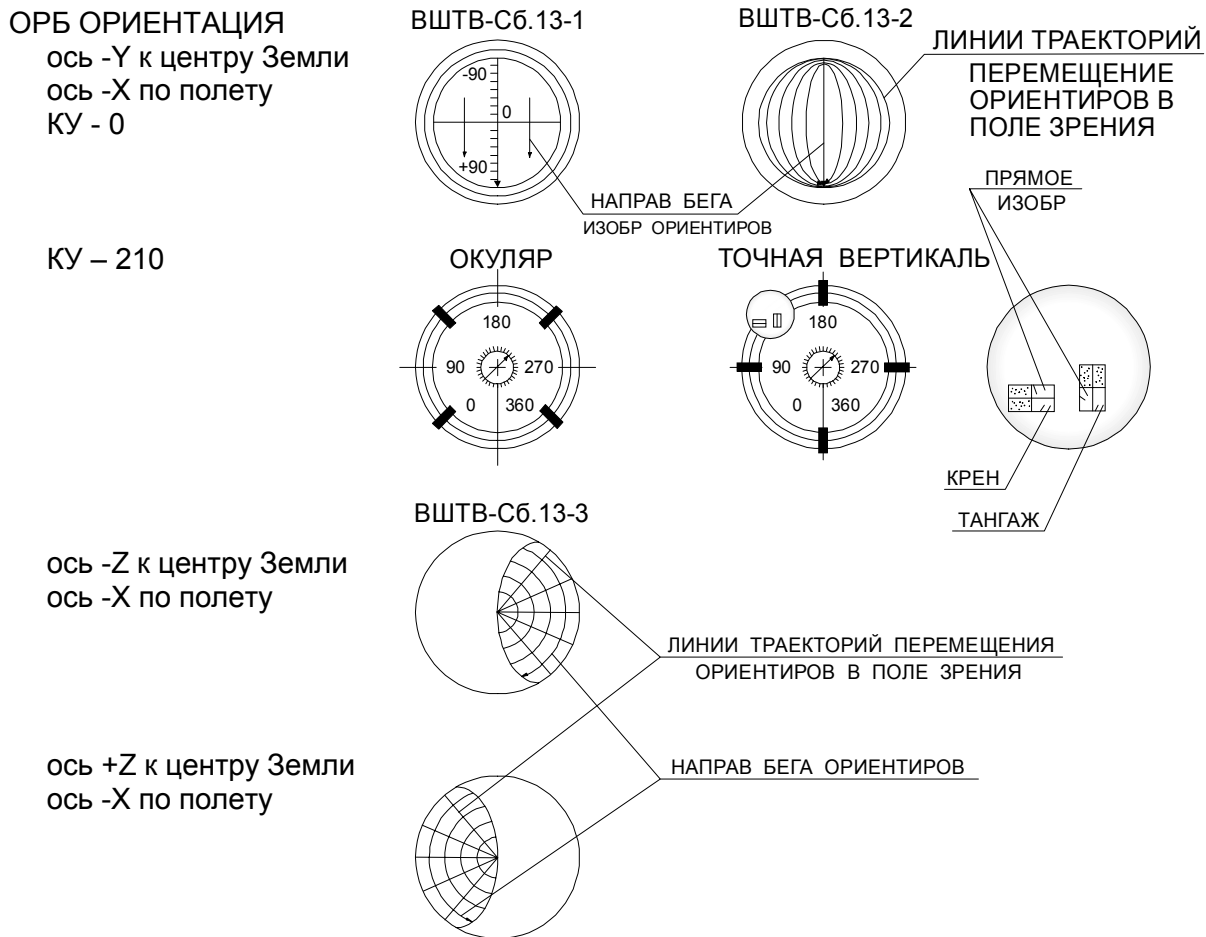 ОРБ ОРИЕНТАЦИЯ
ось -Y к центру Земли
ось -X по полету
КУ - 0
ВШТВ-Сб.13-1
-90
0
+90
ВШТВ-Сб.13-2
ЛИНИИ ТРАЕКТОРИЙ
ПЕРЕМЕЩЕНИЕ
ОРИЕНТИРОВ В
ПОЛЕ ЗРЕНИЯ
НАПРАВ БЕГА
ИЗОБР ОРИЕНТИРОВ
ПРЯМОЕ
ИЗОБР
КУ – 210
ОКУЛЯР
180
90 270
0 360
ТОЧНАЯ ВЕРТИКАЛЬ
180
90 270
0 360
КРЕН
ТАНГАЖ
ВШТВ-Сб.13-3
ось -Z к центру Земли
ось -X по полету
ЛИНИИ ТРАЕКТОРИЙ ПЕРЕМЕЩЕНИЯ
ОРИЕНТИРОВ В ПОЛЕ ЗРЕНИЯ
ось +Z к центру Земли
ось -X по полету
НАПРАВ БЕГА ОРИЕНТИРОВ